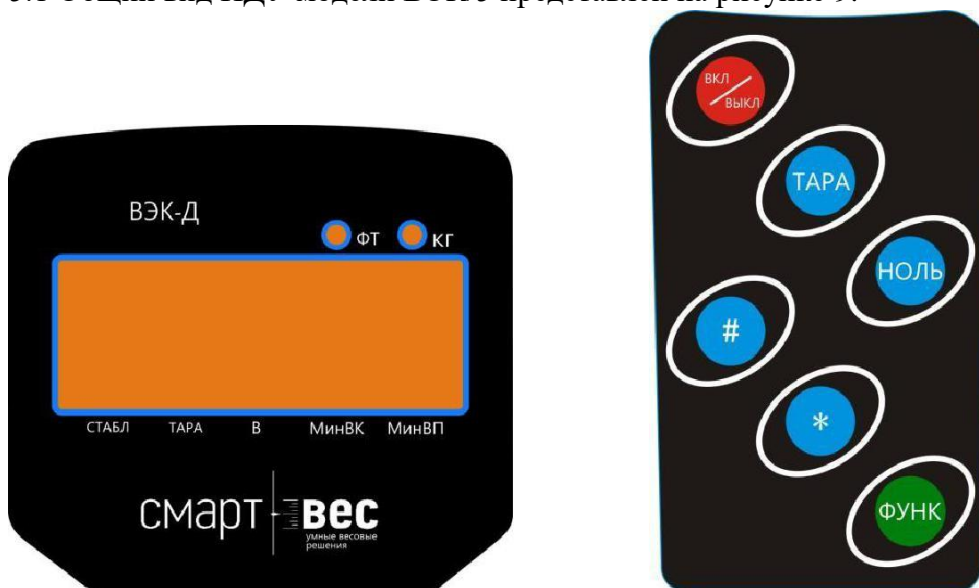 ВЭК-Д
ФТ КГ
СТАБЛ ТАРА В МинВК МинВП
смарт вес
умные весовые
решения
ВКЛ
ВЫКЛ
ТАРА
НОЛЬ
#
*
ФУНК